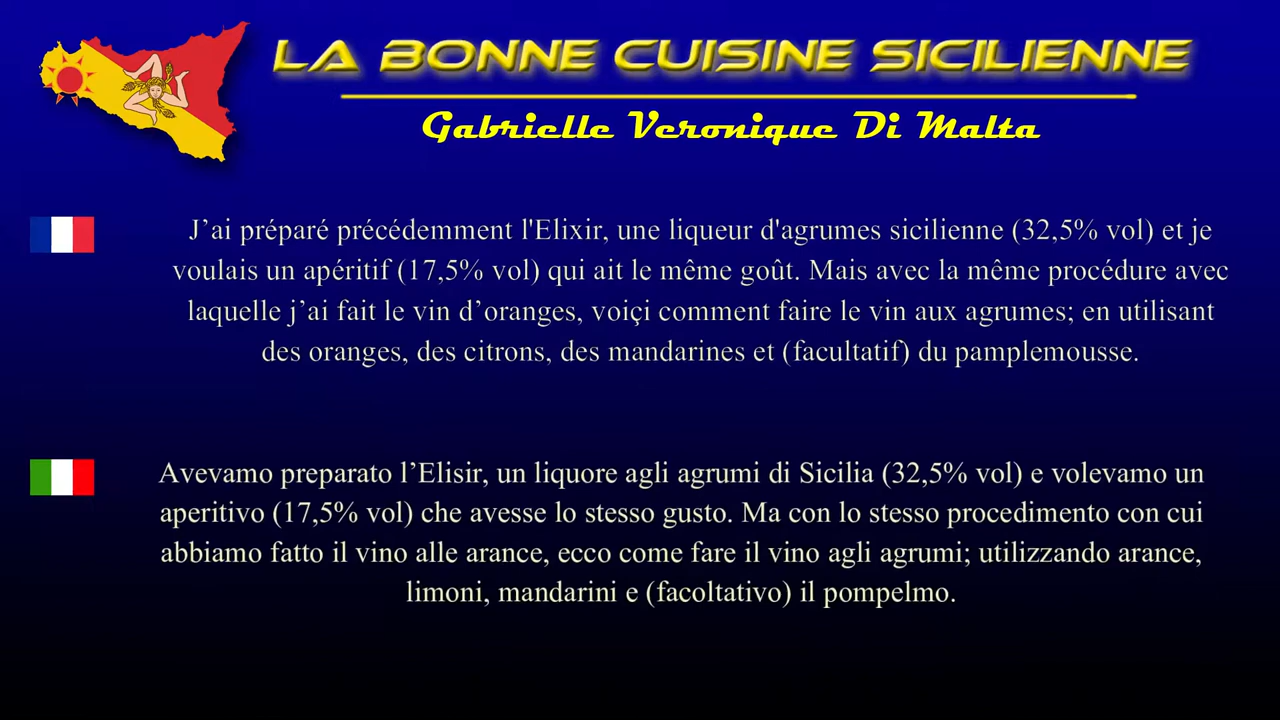 LA BONNE CUISINE SICILIENNE
Gabrielle Veronique Di Malta
J’ai préparé précédemment l'Elixir, une liqueur d'agrumes sicilienne (32,5% vol) et je
voulais un apéritif (17,5% vol) qui ait le même goût. Mais avec la même procédure avec
laquelle j’ai fait le vin d’oranges, voiçi comment faire le vin aux agrumes; en utilisant
des oranges, des citrons, des mandarines et (facultatif) du pamplemousse.
Avevamo preparato l’Elisir, un liquore agli agrumi di Sicilia (32,5% vol) e volevamo un
aperitivo (17,5% vol) che avesse lo stesso gusto. Ma con lo stesso procedimento con cui
abbiamo fatto il vino alle arance, ecco come fare il vino agli agrumi; utilizzando arance,
limoni, mandarini e (facoltativo) il pompelmo.